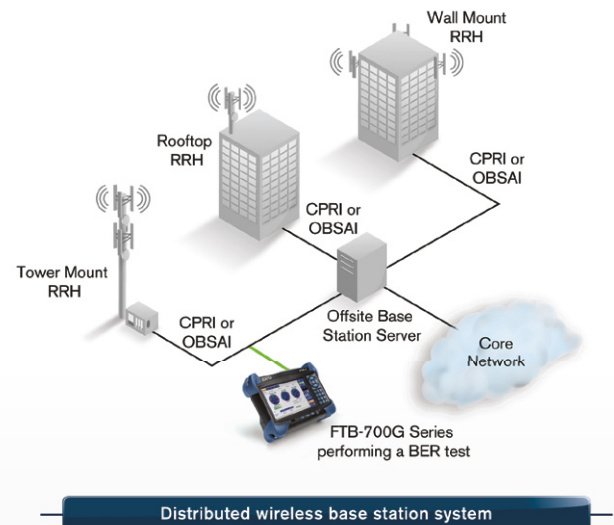 Wall Mount
RRH
Rooftop
RRH
CPRI or
OBSAI
CPRI or
OBSAI
Tower Mount
RRH
CPRI or
OBSAI
Offsite Base
Station Server
Core
Network
FTB-700G Series
performing a BER test
Distributed wireless base station system